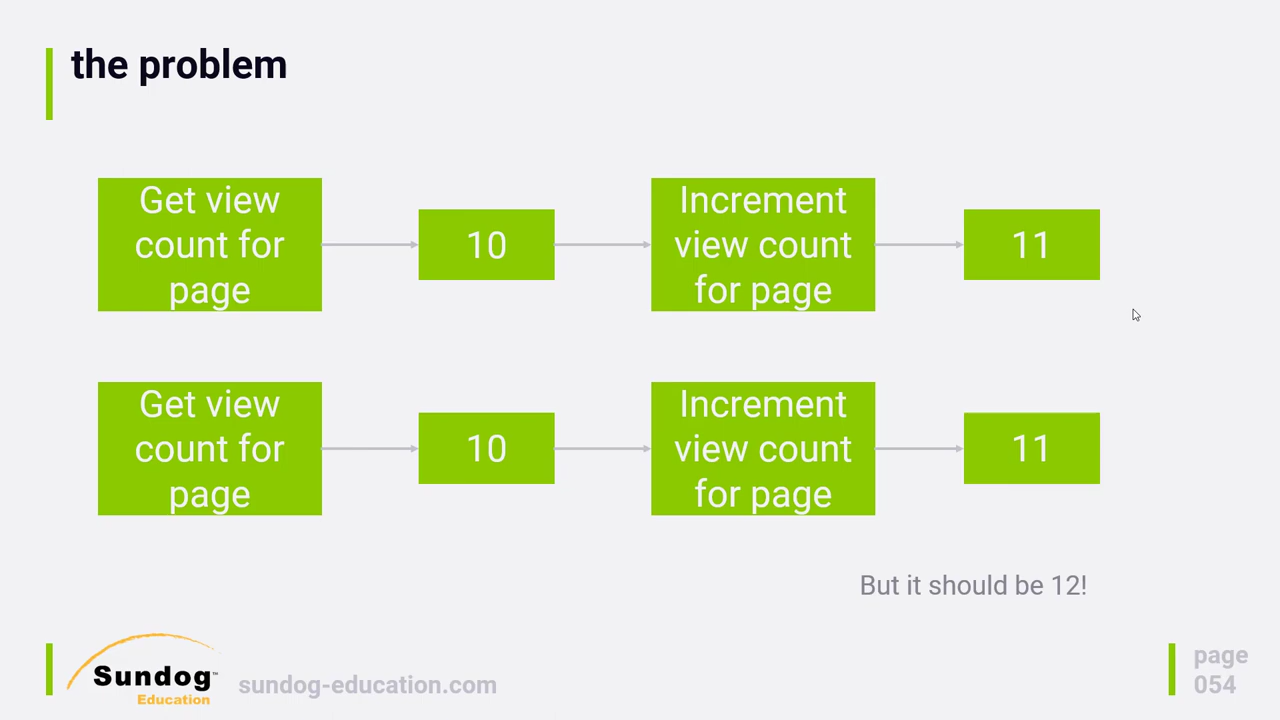 the problem
Get view
count for
page
10
Increment
view count
for page
11
Get view
count for
page
10
Increment
view count
for page
11
But it should be 12!
Sundog™
Education
sundog-education.com
page
054